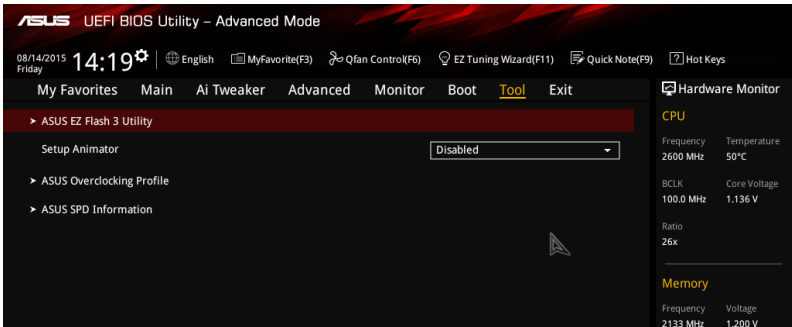 ASUS UEFI BIOS Utility – Advanced Mode
08/14/2015 Friday 14:19 English MyFavorite(F3) Qfan Control(F6) EZ Tuning Wizard(F11) Quick Note(F9) ? Hot Keys
My Favorites Main Ai Tweaker Advanced Monitor Boot Tool Exit
ASUS EZ Flash 3 Utility
Setup Animator Disabled
ASUS Overclocking Profile
ASUS SPD Information
Hardware Monitor
CPU
Frequency Temperature
2600 MHz 50°C
BCLK Core Voltage
100.0 MHz 1.136 V
Ratio
26x
Memory
Frequency Voltage
2133 MHz 1.200 V